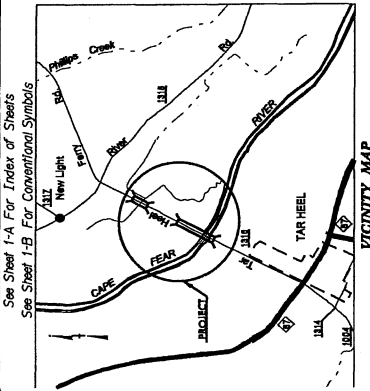 See Sheet 1-A For Index of Sheets
See Sheet 1-B For Conventional Symbols
Phillips Creek
Rd.
1318
River
Rd.
Ferry
1317
New Light
Heel
RIVER
CAPE
FEAR
1316
Tar
TAR HEEL
87
PROJECT
87
1314
1004
VICINITY MAP